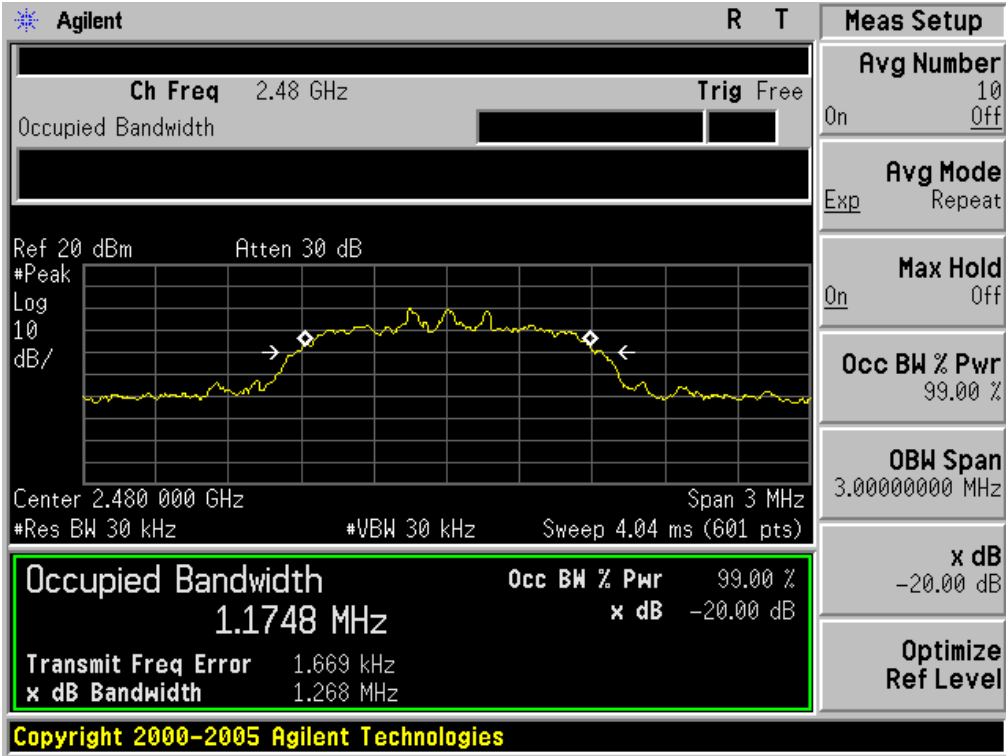 Agilent R T
Ch Freq 2.48 GHz Trig Free
Occupied Bandwidth
Ref 20 dBm Atten 30 dB
#Peak
Log
10
dB/
Center 2.480 000 GHz Span 3 MHz
#Res BW 30 kHz #VBW 30 kHz Sweep 4.04 ms (601 pts)
Occupied Bandwidth
1.1748 MHz
Occ BW % Pwr 99.00 %
x dB -20.00 dB
Transmit Freq Error 1.669 kHz
x dB Bandwidth 1.268 MHz
Copyright 2000-2005 Agilent Technologies
Meas Setup
Avg Number
10
On Off
Avg Mode
Exp Repeat
Max Hold
On Off
Occ BW % Pwr
99.00 %
OBW Span
3.00000000 MHz
x dB
-20.00 dB
Optimize
Ref Level